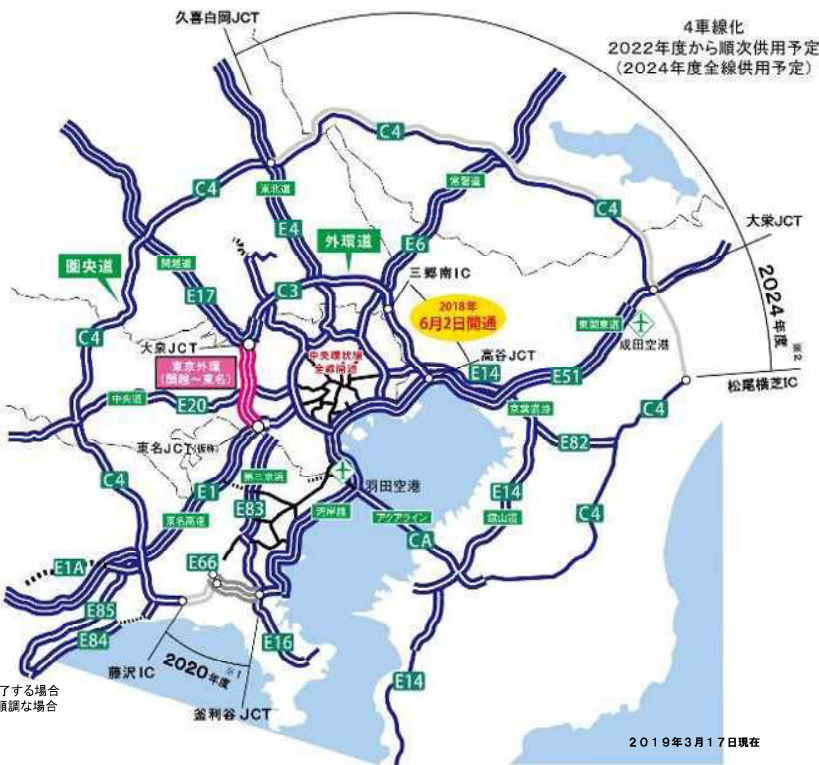 久喜白岡JCT
4車線化
2022年度から順次供用予定
(2024年度全線供用予定)
C4
C4
東北道
常磐道
C4
大栄JCT
E4
外環道
E6
圏央道
関越道
三郷南IC
C3
E17
2018年
6月2日開通
2024年度
※2
東関東道
成田空港
C4
大泉JCT
中央環状線
全線開通
高谷JCT
東京外環
(関越~東名)
E14
E51
松尾横芝IC
中央道
E20
京葉道路
C4
東名JCT(仮称)
E82
C4
第三京浜
羽田空港
E1
E83
E14
東名高速
湾岸線
アクアライン
館山道
C4
CA
E66
E1A
E85
E84
E16
藤沢IC
2020年度
※1
E14
了する場合
順調な場合
釜利谷JCT
2019年3月17日現在